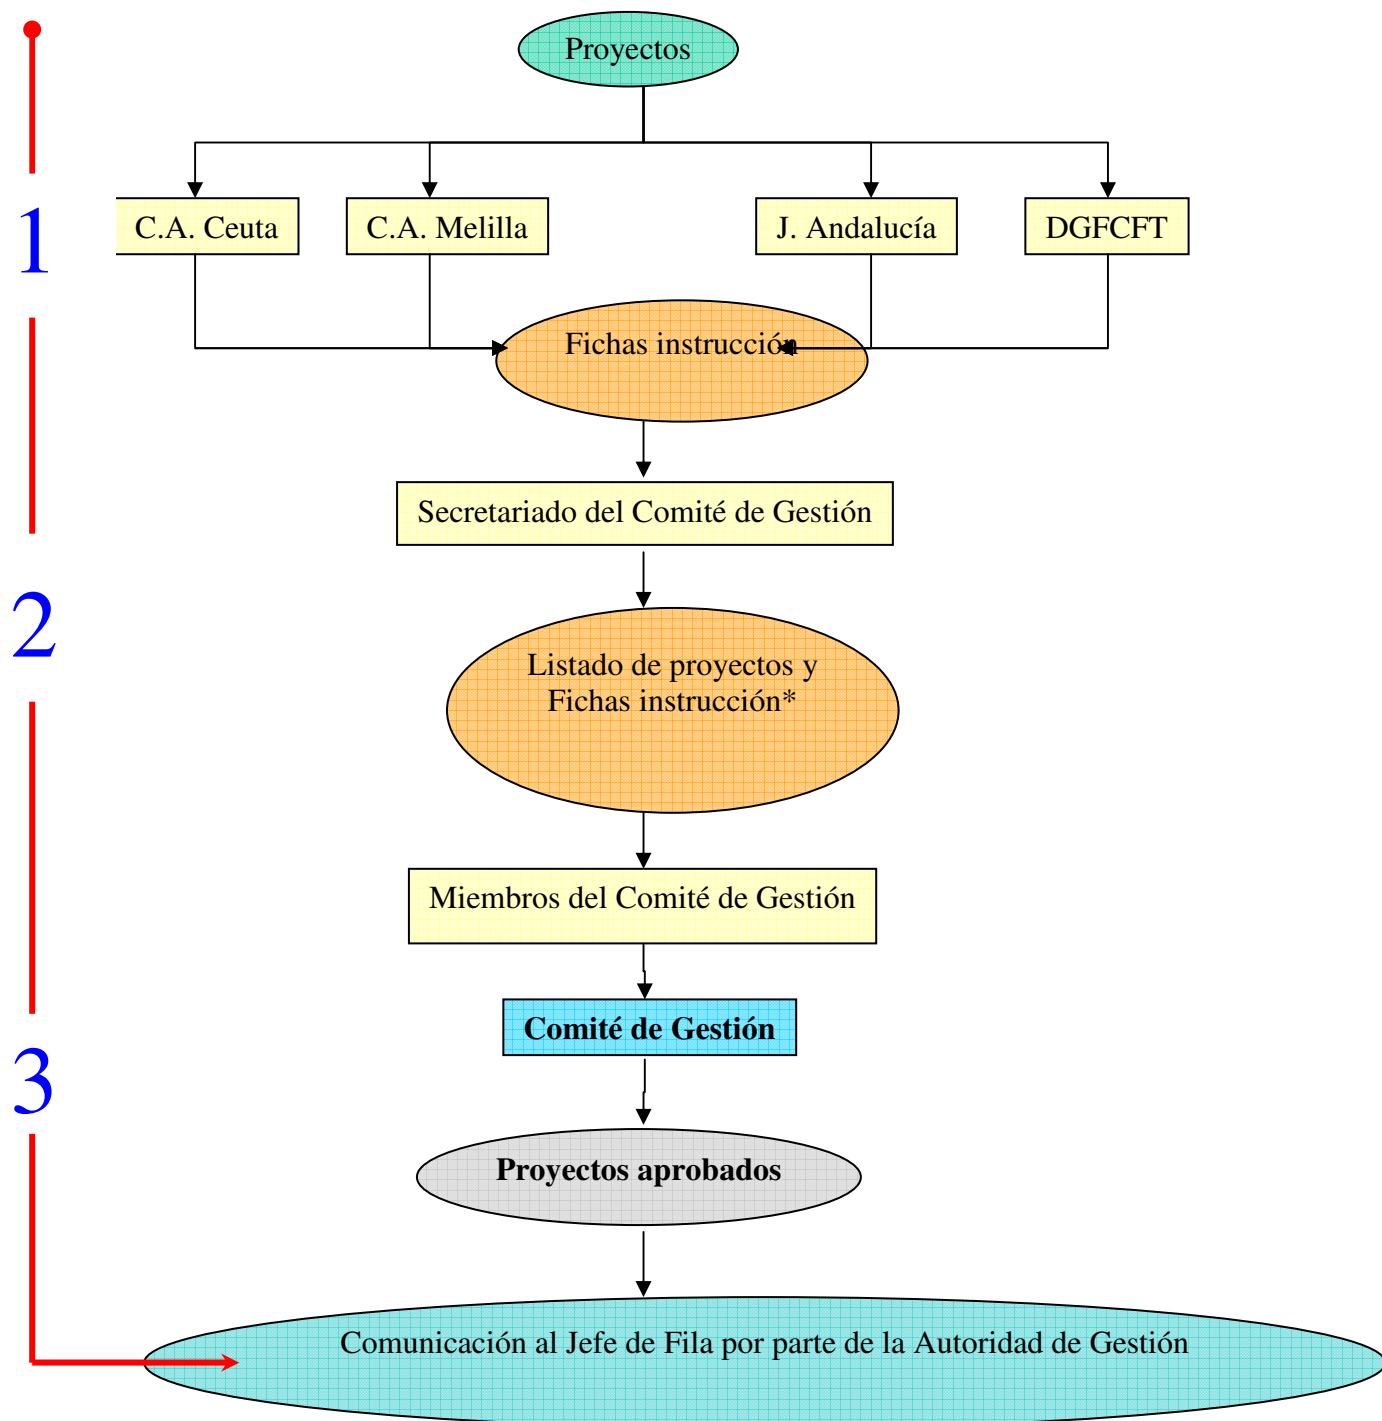 Proyectos
1
C.A. Ceuta
C.A. Melilla
J. Andalucía
DGFCFT
Fichas instrucción
Secretariado del Comité de Gestión
2
Listado de proyectos y
Fichas instrucción*
Miembros del Comité de Gestión
Comité de Gestión
3
Proyectos aprobados
Comunicación al Jefe de Fila por parte de la Autoridad de Gestión